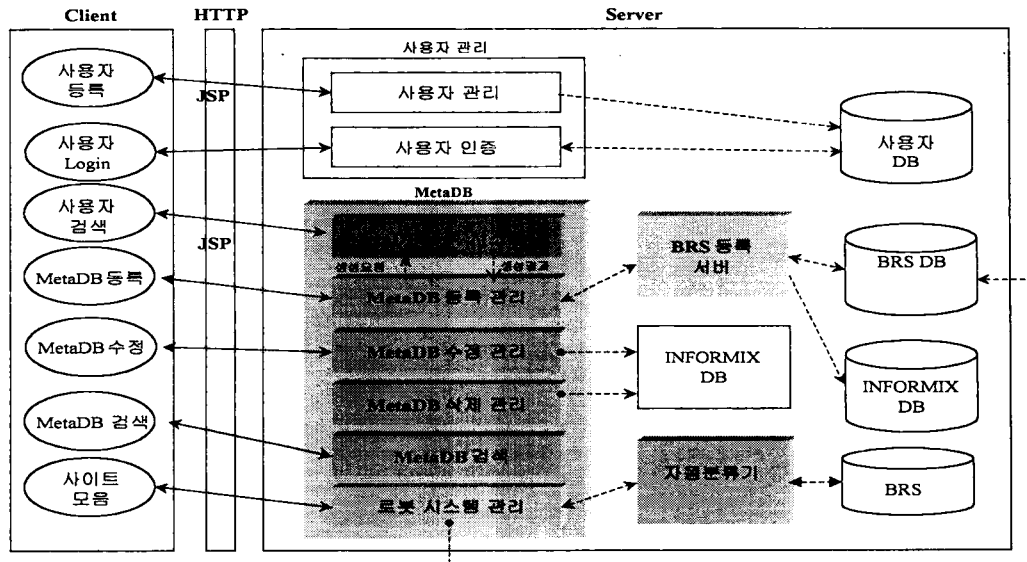 Client
HTTP
Server
사용자
등록
사용자
Login
사용자
검색
MetaDB 등록
MetaDB 수정
MetaDB 검색
사이트
모음
JSP
JSP
사용자 관리
사용자 관리
사용자 인증
MetaDB
MetaDB 등록 관리
MetaDB 수정 관리
MetaDB 삭제 관리
MetaDB 검색
로봇 시스템 관리
BRS 등록
서버
INFORMIX
DB
자원분류기
사용자
DB
BRS DB
INFORMIX
DB
BRS